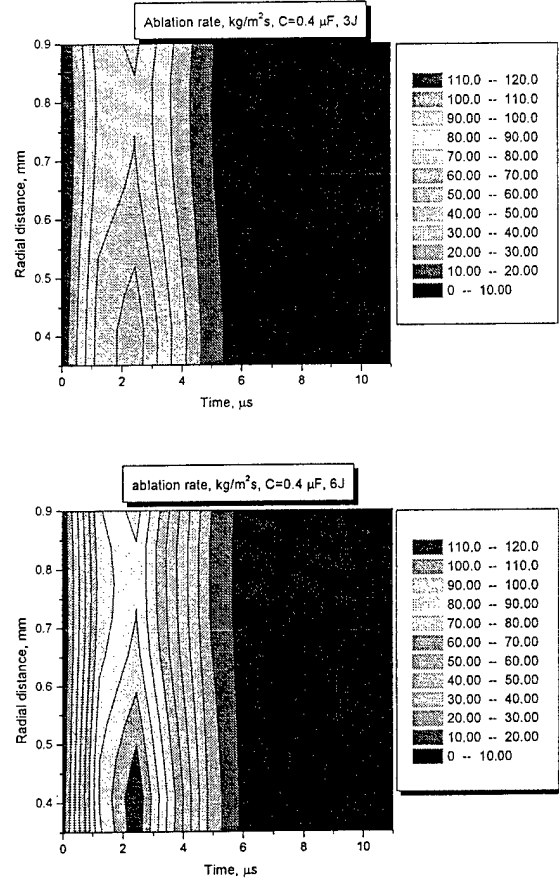 Ablation rate, kg/m²s, C=0.4 µF, 3J
0.9
0.8
0.7
0.6
0.5
0.4
Radial distance, mm
0
2
4
6
8
10
Time, µs
110.0 -- 120.0
100.0 -- 110.0
90.00 -- 100.0
80.00 -- 90.00
70.00 -- 80.00
60.00 -- 70.00
50.00 -- 60.00
40.00 -- 50.00
30.00 -- 40.00
20.00 -- 30.00
10.00 -- 20.00
0 -- 10.00
ablation rate, kg/m²s, C=0.4 µF, 6J
0.9
0.8
0.7
0.6
0.5
0.4
Radial distance, mm
0
2
4
6
8
10
Time, µs
110.0 -- 120.0
100.0 -- 110.0
90.00 -- 100.0
80.00 -- 90.00
70.00 -- 80.00
60.00 -- 70.00
50.00 -- 60.00
40.00 -- 50.00
30.00 -- 40.00
20.00 -- 30.00
10.00 -- 20.00
0 -- 10.00